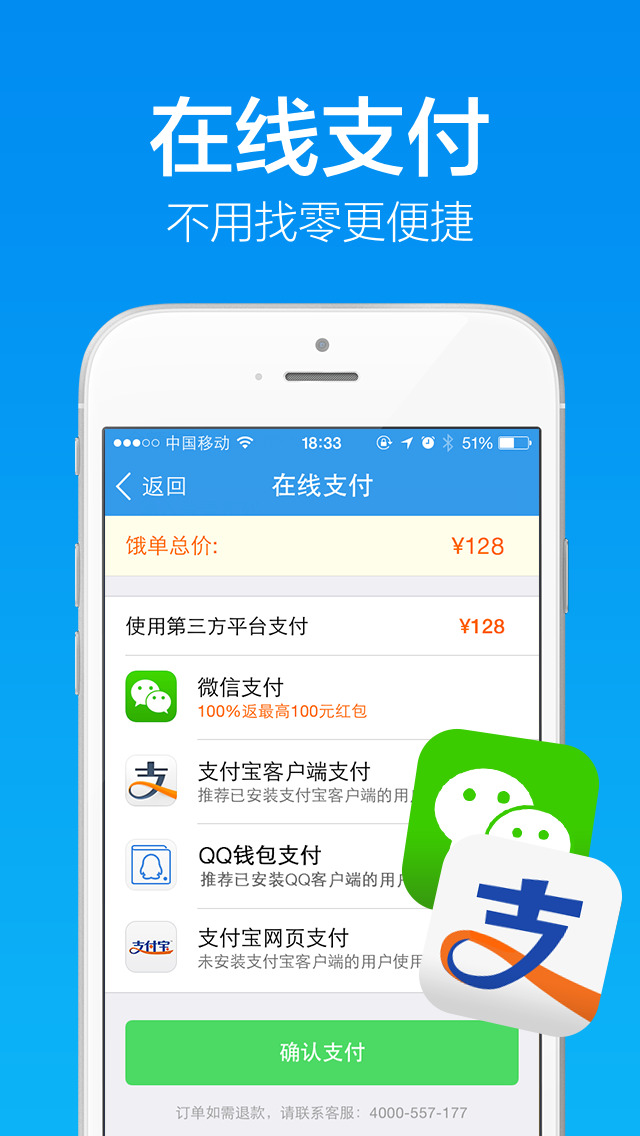 在线支付
不用找零更便捷
中国移动 18:33 51%
返回 在线支付
饿单总价: ¥128
使用第三方平台支付 ¥128
微信支付
100%返最高100元红包
支付宝客户端支付
推荐已安装支付宝客户端的用
QQ钱包支付
推荐已安装QQ客户端的用
支付宝
支付宝网页支付
未安装支付宝客户端的用户使用
支
确认支付
订单如需退款，请联系客服：4000-557-177